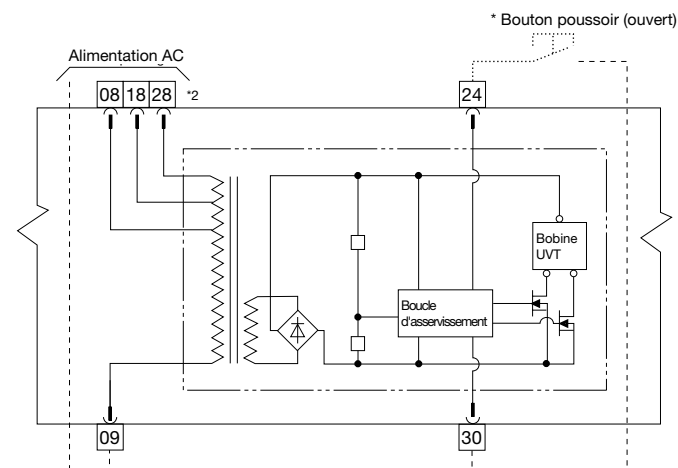 * Bouton poussoir (ouvert)
Alimentation AC
08 18 28 *2
24
Bobine
UVT
Boucle
d'asservissement
09
30